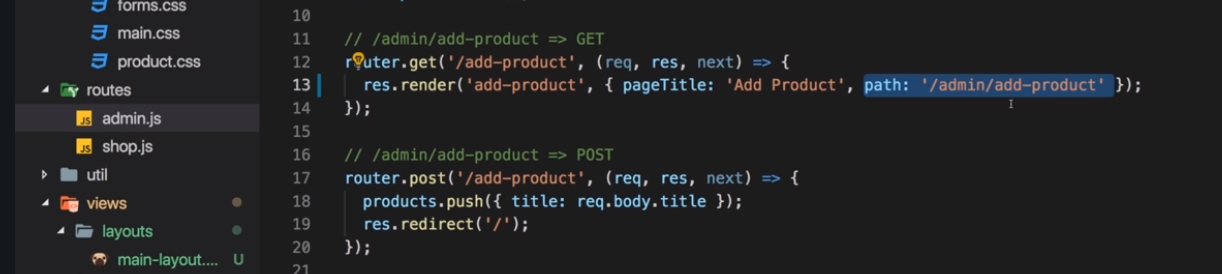 forms.css
main.css
product.css
routes
admin.js
shop.js
util
views
layouts
main-layout.... U
10
11 // /admin/add-product => GET
12 router.get('/add-product', (req, res, next) => {
13 res.render('add-product', { pageTitle: 'Add Product', path: '/admin/add-product' });
14 });
15
16 // /admin/add-product => POST
17 router.post('/add-product', (req, res, next) => {
18 products.push({ title: req.body.title });
19 res.redirect('/');
20 });
21